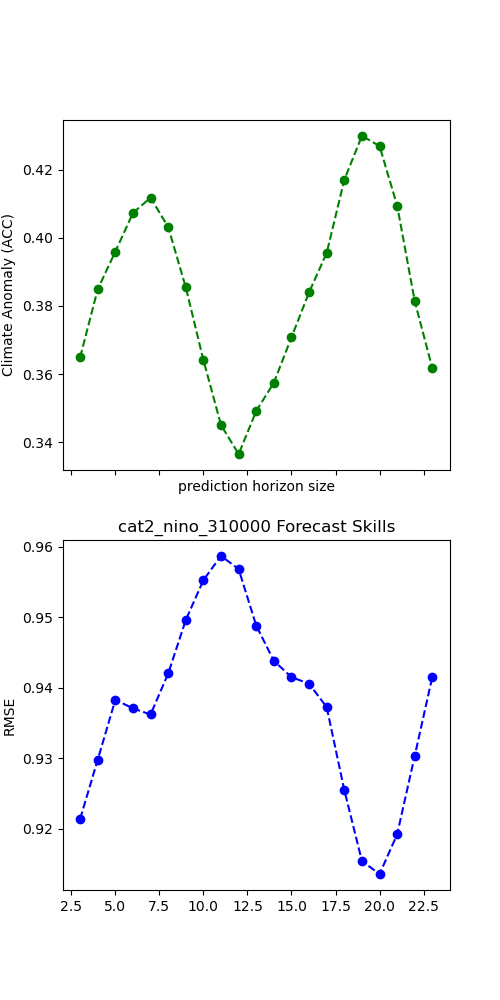 0.42
0.40
0.38
0.36
0.34
Climate Anomaly (ACC)
prediction horizon size
cat2_nino_310000 Forecast Skills
0.96
0.95
0.94
0.93
0.92
RMSE
2.5 5.0 7.5 10.0 12.5 15.0 17.5 20.0 22.5